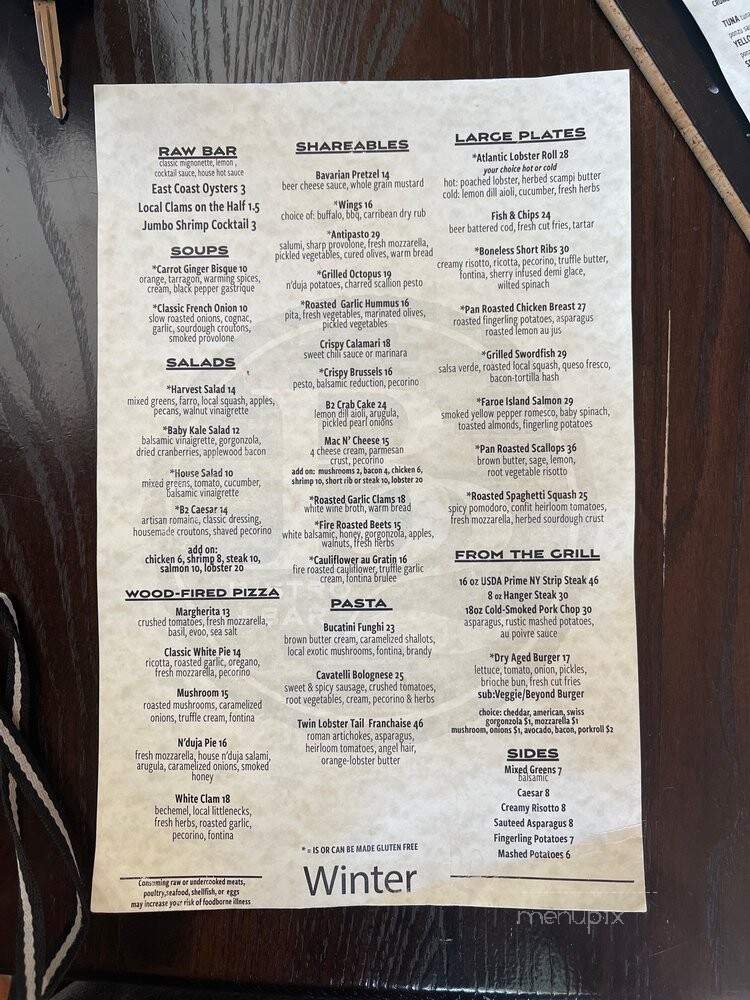 RAW BAR
classic mignonette, lemon ,
cocktail sauce, house hot sauce
East Coast Oysters 3
Local Clams on the Half 1.5
Jumbo Shrimp Cocktail 3
SOUPS
*Carrot Ginger Bisque 10
orange, tarragon, warming spices,
cream, black pepper gastrique
*Classic French Onion 10
slow roasted onions, cognac,
garlic, sourdough croutons,
smoked provolone
SALADS
*Harvest Salad 14
mixed greens, farro, local squash, apples,
pecans, walnut vinaigrette
*Baby Kale Salad 12
balsamic vinaigrette, gorgonzola,
dried cranberries, applewood bacon
*House Salad 10
mixed greens, tomato, cucumber,
balsamic vinaigrette
*B2 Caesar 14
artisan romaine, classic dressing,
housemade croutons, shaved pecorino
add on:
chicken 6, shrimp 8, steak 10,
salmon 10, lobster 20
WOOD-FIRED PIZZA
Margherita 13
crushed tomatoes, fresh mozzarella,
basil, evoo, sea salt
Classic White Pie 14
ricotta, roasted garlic, oregano,
fresh mozzarella, pecorino
Mushroom 15
roasted mushrooms, caramelized
onions, truffle cream, fontina
N'duja Pie 16
fresh mozzarella, house n'duja salami,
arugula, caramelized onions, smoked
honey
White Clam 18
bechemel, local littlenecks,
fresh herbs, roasted garlic,
pecorino, fontina
Consuming raw or undercooked meats,
poultry,seafood, shellfish, or eggs
may increase your risk of foodborne illness
SHAREABLES
Bavarian Pretzel 14
beer cheese sauce, whole grain mustard
*Wings 16
choice of: buffalo, bbq, carribean dry rub
*Antipasto 29
salumi, sharp provolone, fresh mozzarella,
pickled vegetables, cured olives, warm bread
*Grilled Octopus 19
n'duja potatoes, charred scallion pesto
*Roasted Garlic Hummus 16
pita, fresh vegetables, marinated olives,
pickled vegetables
Crispy Calamari 18
sweet chili sauce or marinara
*Crispy Brussels 16
pesto, balsamic reduction, pecorino
B2 Crab Cake 24
lemon dill aioli, arugula,
pickled pearl onions
Mac N' Cheese 15
4 cheese cream, parmesan
crust, pecorino
add on: mushrooms 2, bacon 4, chicken 6,
shrimp 10, short rib or steak 10, lobster 20
*Roasted Garlic Clams 18
white wine broth, warm bread
*Fire Roasted Beets 15
white balsamic, honey, gorgonzola, apples,
walnuts, fresh herbs
*Cauliflower au Gratin 16
fire roasted cauliflower, truffle garlic
cream, fontina brulee
PASTA
Bucatini Funghi 23
brown butter cream, caramelized shallots,
local exotic mushrooms, fontina, brandy
Cavatelli Bolognese 25
sweet & spicy sausage, crushed tomatoes,
root vegetables, cream, pecorino & herbs
Twin Lobster Tail Franchaise 46
roman artichokes, asparagus,
heirloom tomatoes, angel hair,
orange-lobster butter
* = IS OR CAN BE MADE GLUTEN FREE
Winter
LARGE PLATES
*Atlantic Lobster Roll 28
your choice hot or cold
hot: poached lobster, herbed scampi butter
cold: lemon dill aioli, cucumber, fresh herbs
Fish & Chips 24
beer battered cod, fresh cut fries, tartar
*Boneless Short Ribs 30
creamy risotto, ricotta, pecorino, truffle butter,
fontina, sherry infused demi glace,
wilted spinach
*Pan Roasted Chicken Breast 27
roasted fingerling potatoes, asparagus
roasted lemon au jus
*Grilled Swordfish 29
salsa verde, roasted local squash, queso fresco,
bacon-tortilla hash
*Faroe Island Salmon 29
smoked yellow pepper romesco, baby spinach,
toasted almonds, fingerling potatoes
*Pan Roasted Scallops 36
brown butter, sage, lemon,
root vegetable risotto
*Roasted Spaghetti Squash 25
spicy pomodoro, confit heirloom tomatoes,
fresh mozzarella, herbed sourdough crust
FROM THE GRILL
16 oz USDA Prime NY Strip Steak 46
8 oz Hanger Steak 30
18oz Cold-Smoked Pork Chop 30
asparagus, rustic mashed potatoes,
au poivre sauce
*Dry Aged Burger 17
lettuce, tomato, onion, pickles,
brioche bun, fresh cut fries
sub:Veggie/Beyond Burger
choice: cheddar, american, swiss
gorgonzola $1, mozzarella $1
mushroom, onions $1, avocado, bacon, porkroll $2
SIDES
Mixed Greens 7
balsamic
Caesar 8
Creamy Risotto 8
Sauteed Asparagus 8
Fingerling Potatoes 7
Mashed Potatoes 6
menupix
TUNA
YELLO